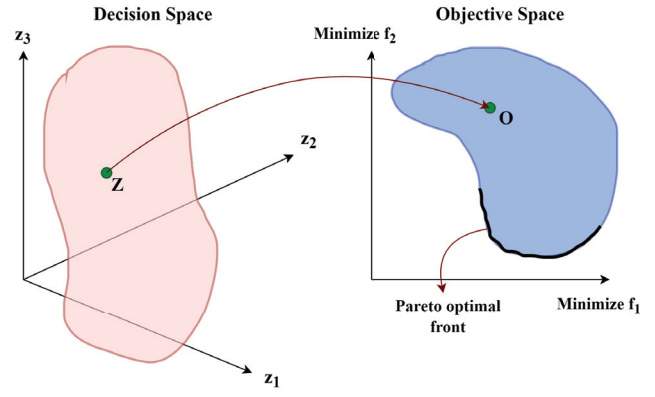 Decision Space
Objective Space
z3
Minimize f2
z2
O
Z
Minimize f1
Pareto optimal
front
z1